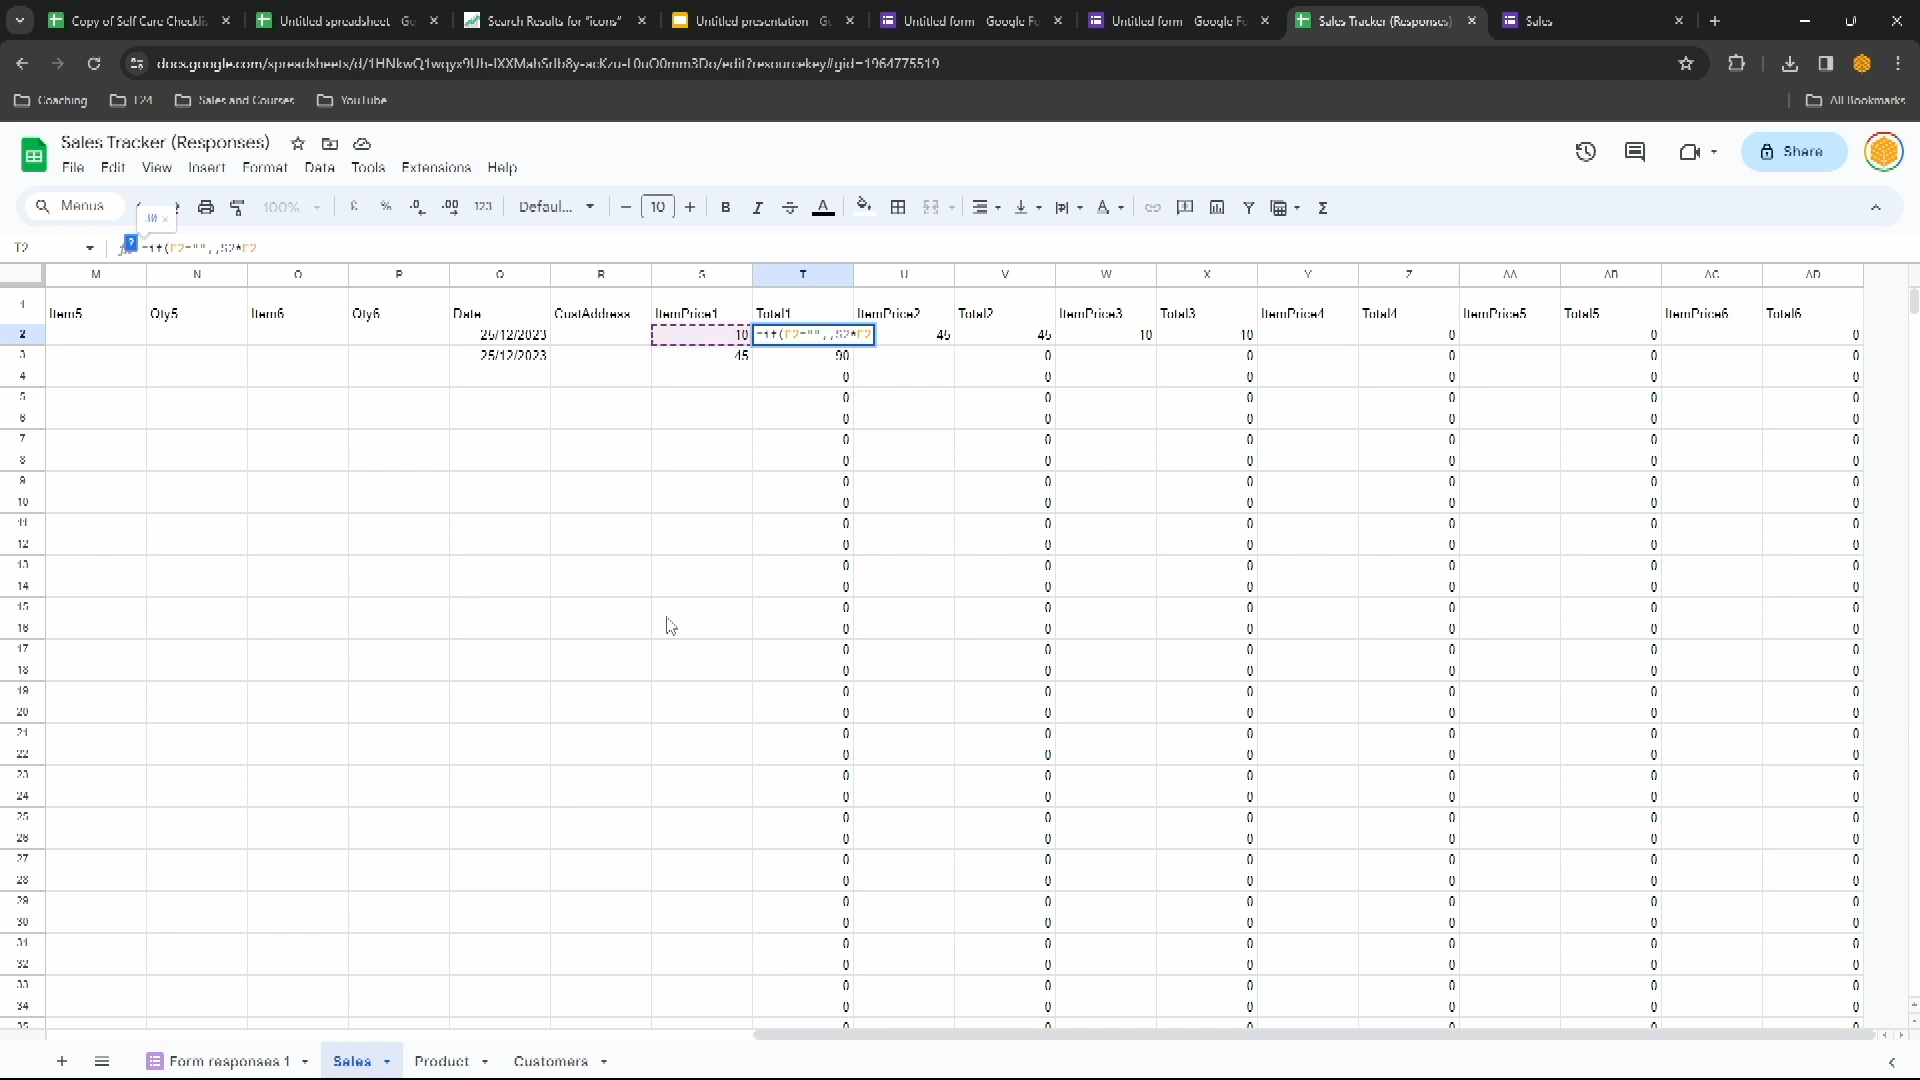 Copy of Self Care Checklis
Untitled spreadsheet - Go
Search Results for "icons"
Untitled presentation - G
Untitled form - Google Fo
Untitled form - Google Fo
Sales Tracker (Responses)
Sales
Coaching T24 Sales and Courses YouTube All Bookmarks
Sales Tracker (Responses)
File Edit View Insert Format Data Tools Extensions Help
Share
Menus 100% £ % .0 .00 123 Defaul... 10 B I
T2 =if(F2="",,S2*F2
M N O P Q R S T U V W X Y Z AA AB AC AD
1 Item5 Qty5 Item6 Qty6 Date CustAddress ItemPrice1 Total1 ItemPrice2 Total2 ItemPrice3 Total3 ItemPrice4 Total4 ItemPrice5 Total5 ItemPrice6 Total6
2 25/12/2023 10 =if(F2="",,S2*F2 45 45 10 10 0 0 0
3 25/12/2023 45 90 0 0 0 0 0
4 0 0 0 0 0 0
5 0 0 0 0 0 0
6 0 0 0 0 0 0
7 0 0 0 0 0 0
8 0 0 0 0 0 0
9 0 0 0 0 0 0
10 0 0 0 0 0 0
11 0 0 0 0 0 0
12 0 0 0 0 0 0
13 0 0 0 0 0 0
14 0 0 0 0 0 0
15 0 0 0 0 0 0
16 0 0 0 0 0 0
17 0 0 0 0 0 0
18 0 0 0 0 0 0
19 0 0 0 0 0 0
20 0 0 0 0 0 0
21 0 0 0 0 0 0
22 0 0 0 0 0 0
23 0 0 0 0 0 0
24 0 0 0 0 0 0
25 0 0 0 0 0 0
26 0 0 0 0 0 0
27 0 0 0 0 0 0
28 0 0 0 0 0 0
29 0 0 0 0 0 0
30 0 0 0 0 0 0
31 0 0 0 0 0 0
32 0 0 0 0 0 0
33 0 0 0 0 0 0
34 0 0 0 0 0 0
35 0 0 0 0 0 0
Form responses 1 Sales Product Customers